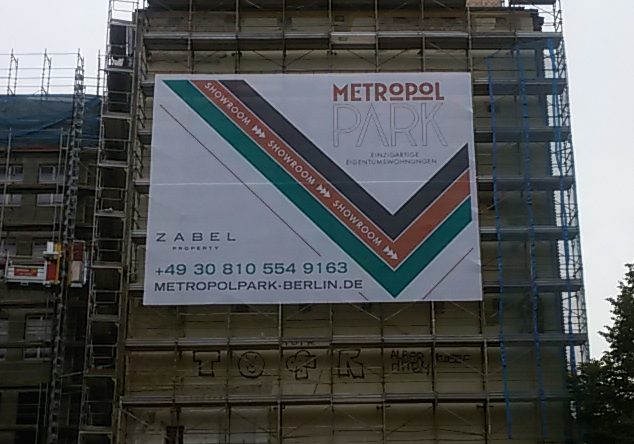 METROPOL
PARK
EINZIGARTIGE
EIGENTUMSWOHNUNGEN
SHOWROOM SHOWROOM SHOWROOM
ZABEL
PROPERTY
+49 30 810 554 9163
METROPOLPARK-BERLIN.DE